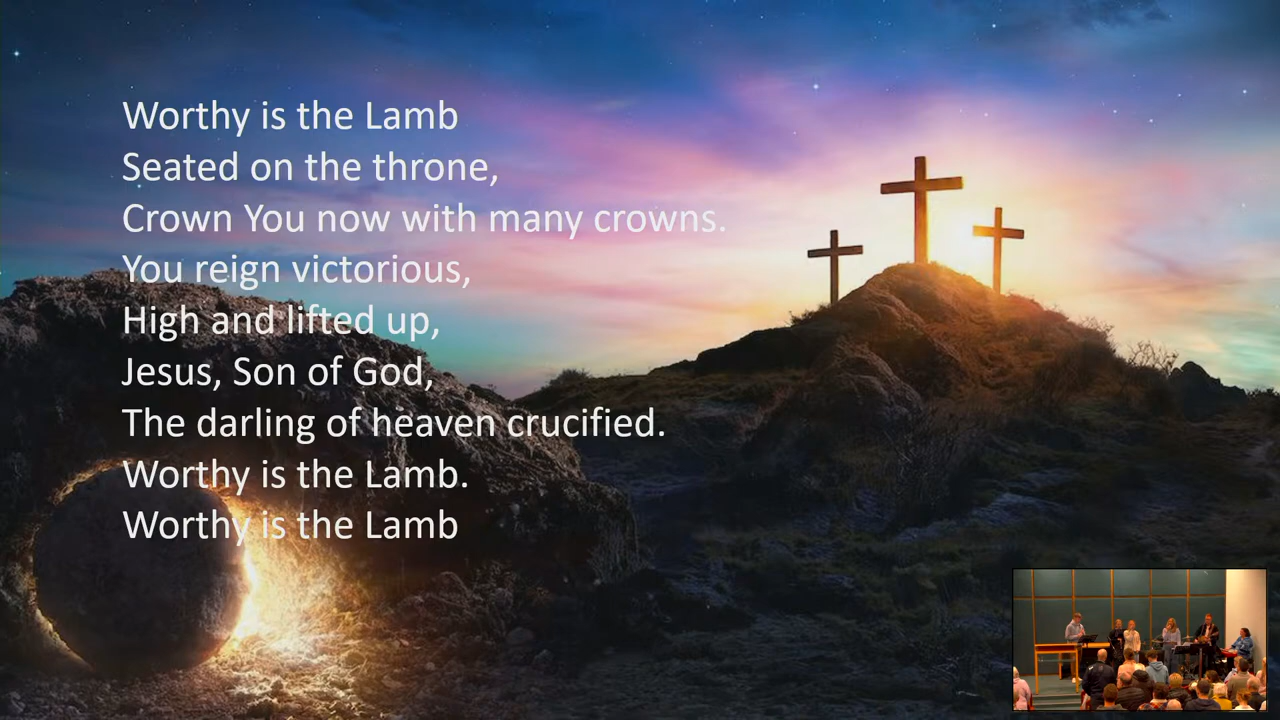 Worthy is the Lamb
Seated on the throne,
Crown You now with many crowns.
You reign victorious,
High and lifted up,
Jesus, Son of God,
The darling of heaven crucified.
Worthy is the Lamb.
Worthy is the Lamb